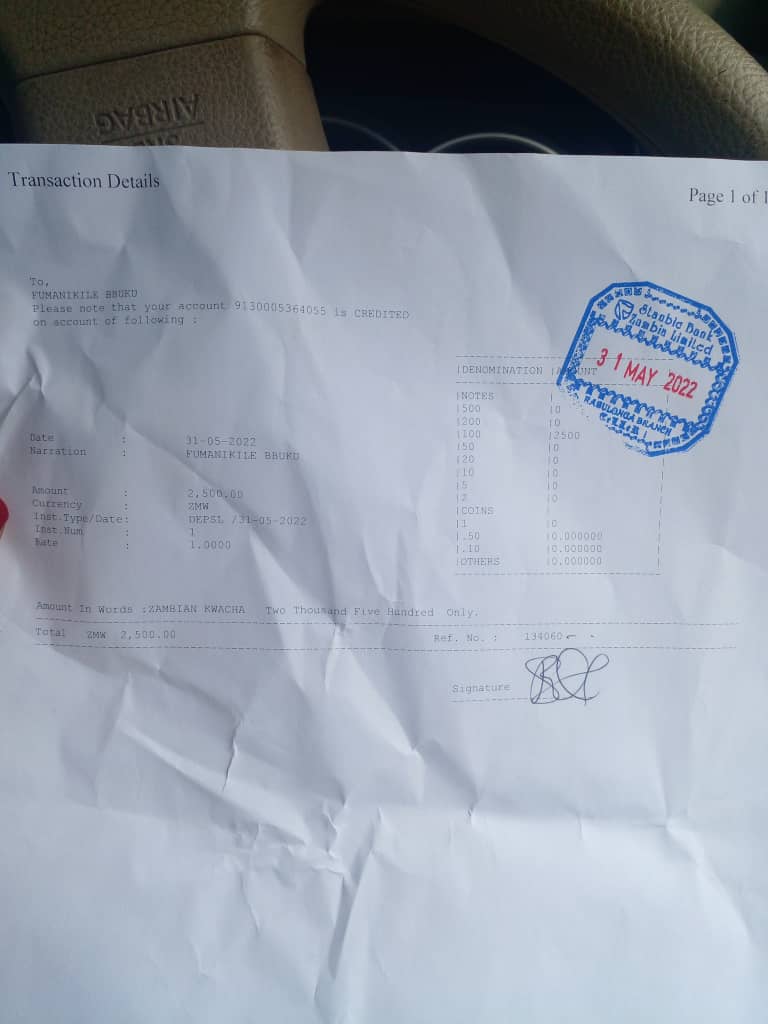 AIRBAG
Transaction Details
Page 1 of 1
To,
FUMANIKILE BBUKU
Please note that your account 9130005364055 is CREDITED
on account of following :
Stanbic Bank
Zambia Limited
31 MAY 2022
KABULONGA BRANCH
|DENOMINATION |AMOUNT
|NOTES |
|500 |0
|200 |0
|100 |2500
|50 |0
|20 |0
|10 |0
|5 |0
|2 |0
|COINS |
|1 |0
|.50 |0.000000
|.10 |0.000000
|OTHERS |0.000000
Date : 31-05-2022
Narration : FUMANIKILE BBUKU
Amount : 2,500.00
Currency : ZMW
Inst.Type/Date: DEPSL /31-05-2022
Inst.Num : 1
Rate : 1.0000
Amount In Words :ZAMBIAN KWACHA Two Thousand Five Hundred Only.
Total ZMW 2,500.00 Ref. No. : 134060
Signature